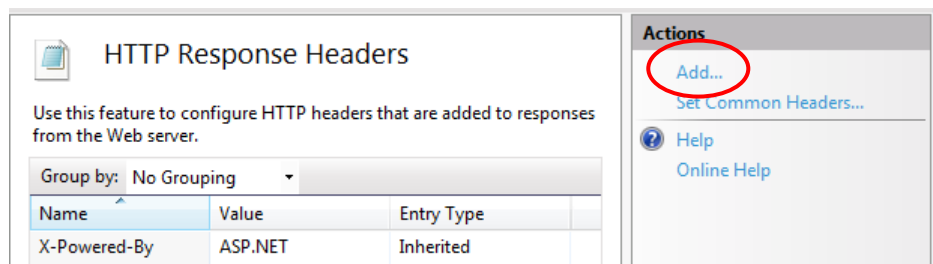 HTTP Response Headers
Use this feature to configure HTTP headers that are added to responses
from the Web server.
Group by: No Grouping
Name Value Entry Type
X-Powered-By ASP.NET Inherited
Actions
Add...
Set Common Headers...
Help
Online Help